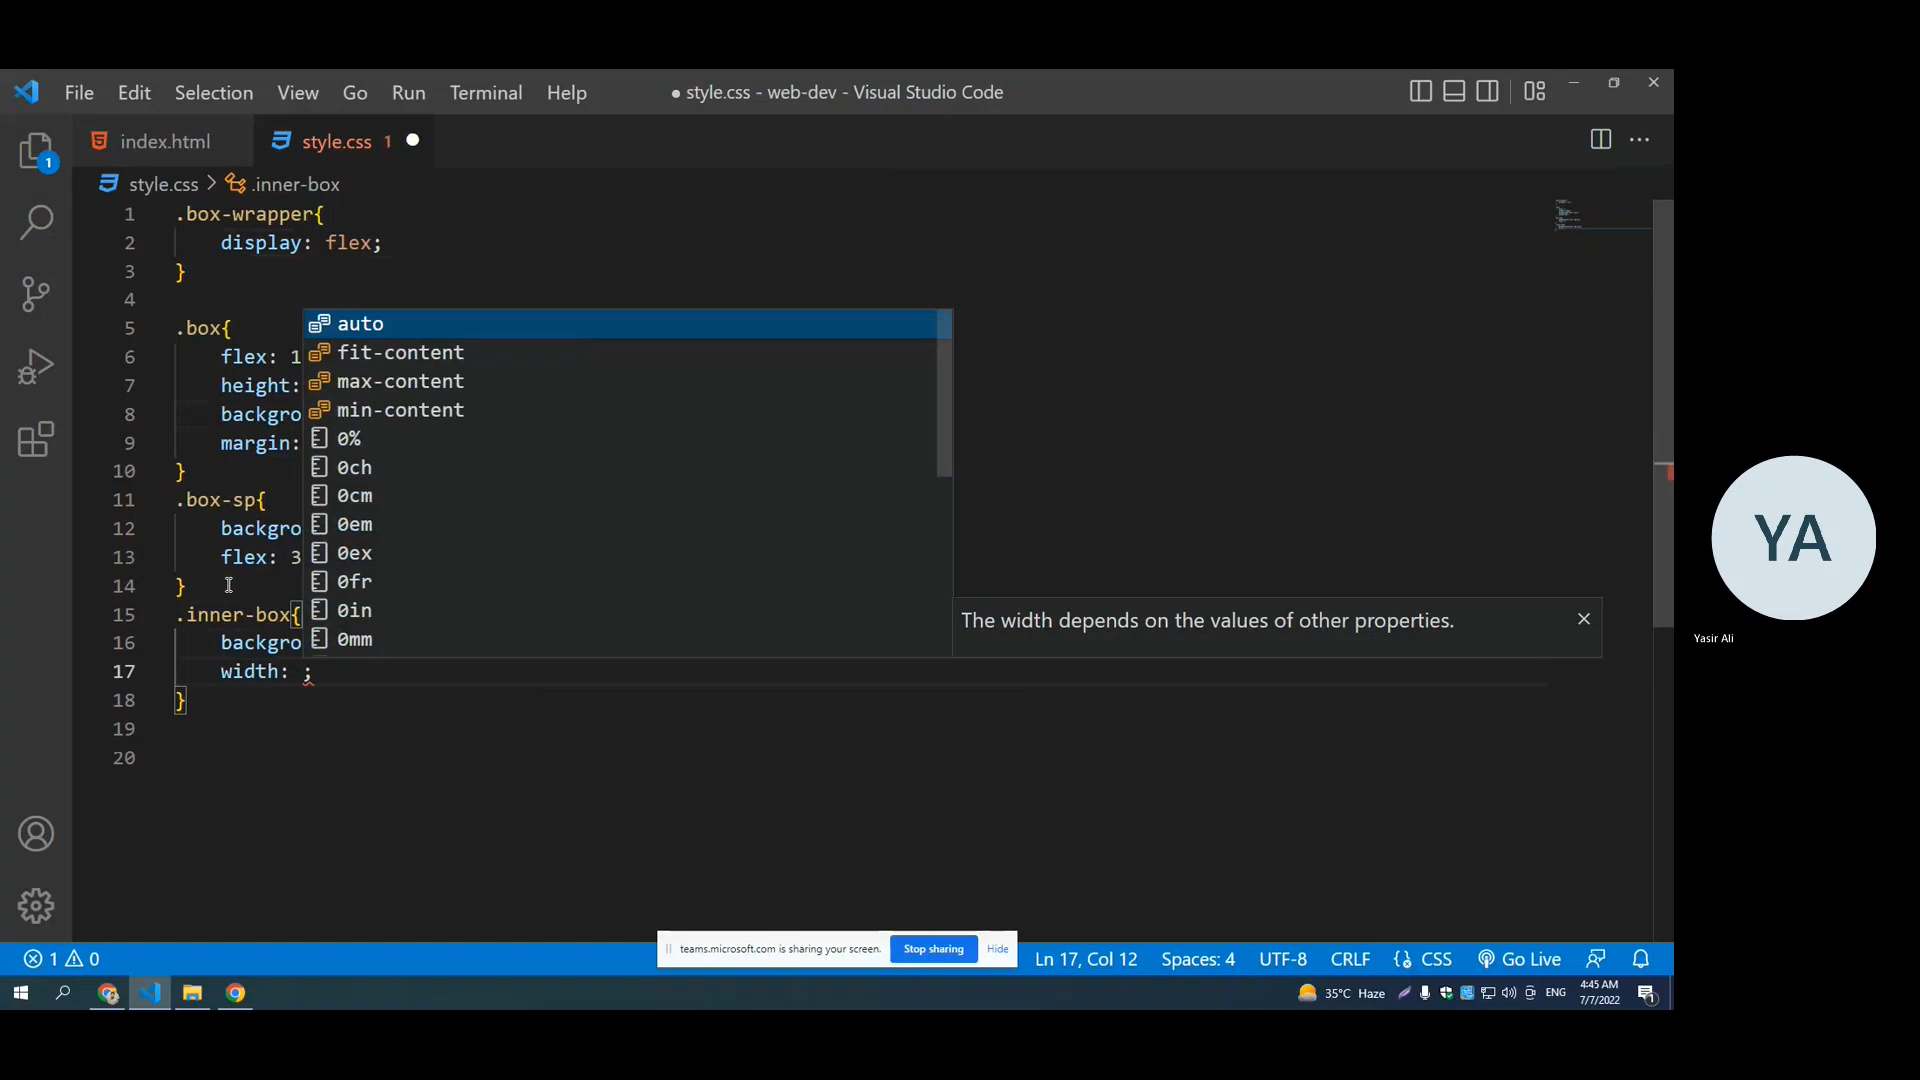 File Edit Selection View Go Run Terminal Help
● style.css - web-dev - Visual Studio Code
1
index.html
style.css 1
style.css > .inner-box
1 .box-wrapper{
2 display: flex;
3 }
4
5 .box{
6 flex: 1
7 height:
8 backgro
9 margin:
10 }
11 .box-sp{
12 backgro
13 flex: 3
14 }
15 .inner-box{
16 backgro
17 width: ;
18 }
19
20
auto
fit-content
max-content
min-content
0%
0ch
0cm
0em
0ex
0fr
0in
0mm
The width depends on the values of other properties.
YA
Yasir Ali
teams.microsoft.com is sharing your screen. Stop sharing Hide
1 0
Ln 17, Col 12 Spaces: 4 UTF-8 CRLF {} CSS Go Live
35°C Haze
ENG
4:45 AM
7/7/2022
1